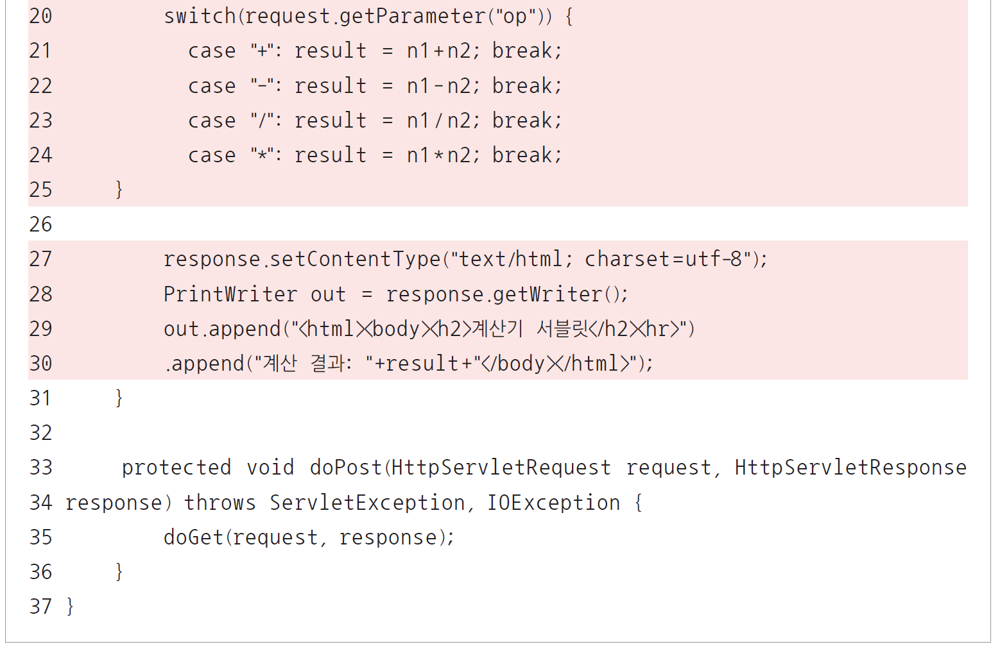 20 switch(request.getParameter("op")) {
21 case "+": result = n1+n2; break;
22 case "-": result = n1-n2; break;
23 case "/": result = n1/n2; break;
24 case "*": result = n1*n2; break;
25 }
26
27 response.setContentType("text/html; charset=utf-8");
28 PrintWriter out = response.getWriter();
29 out.append("<html><body><h2>계산기 서블릿</h2><hr>")
30 .append("계산 결과: "+result+"</body></html>");
31 }
32
33 protected void doPost(HttpServletRequest request, HttpServletResponse
34 response) throws ServletException, IOException {
35 doGet(request, response);
36 }
37 }